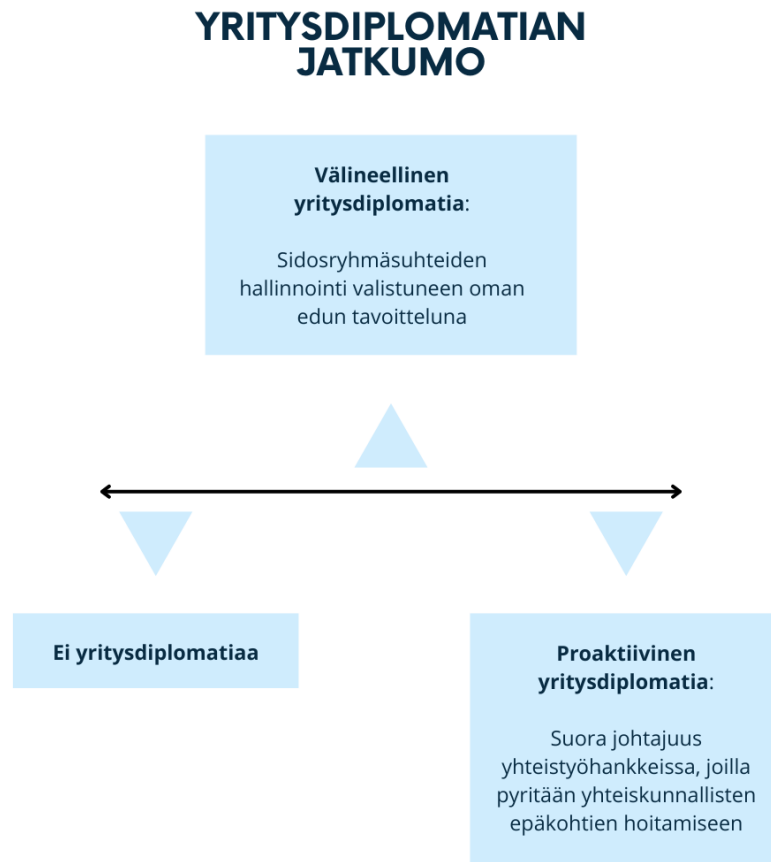 YRITYSDIPLOMATIAN
JATKUMO
Välineellinen
yritysdiplomatia:
Sidosryhmäsuhteiden
hallinnointi valistuneen oman
edun tavoitteluna
Ei yritysdiplomatiaa
Proaktiivinen
yritysdiplomatia:
Suora johtajuus
yhteistyöhankkeissa, joilla
pyritään yhteiskunnallisten
epäkohtien hoitamiseen